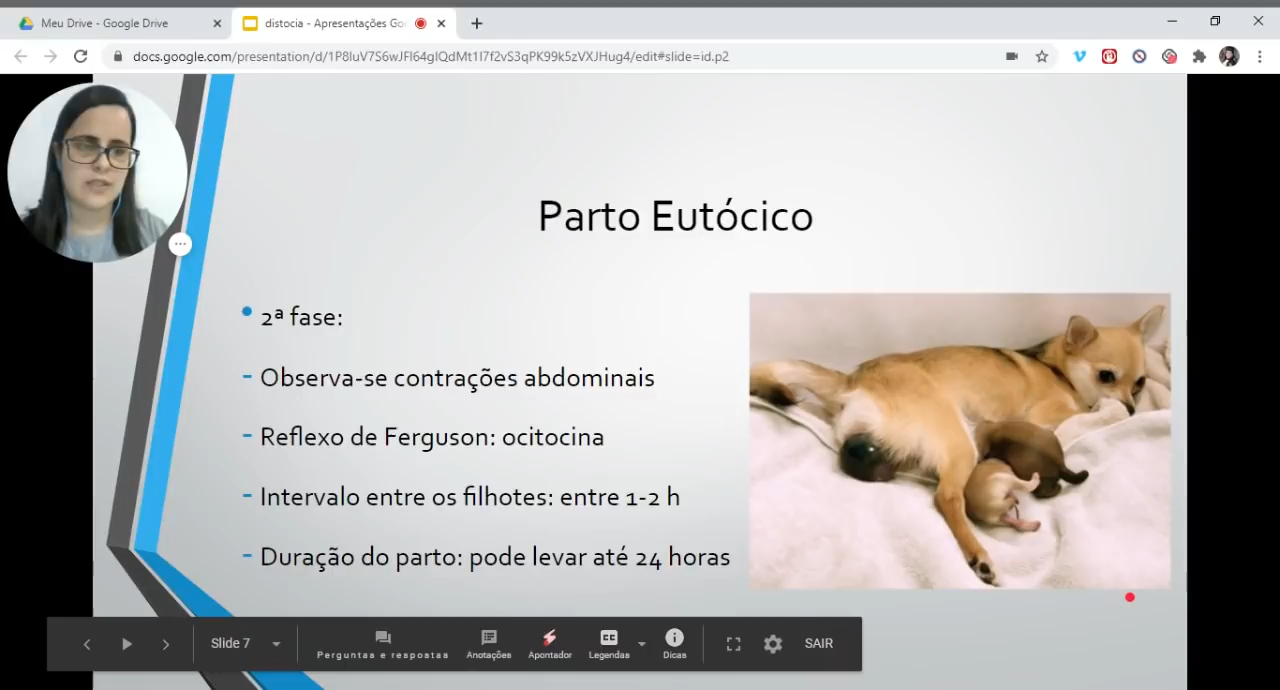 Meu Drive - Google Drive
distocia - Apresentações Go
docs.google.com/presentation/d/1P8IuV7S6wJFl64gIQdMt1I7f2vS3qPK99k5zVXJHug4/edit#slide=id.p2
Parto Eutócico
2ª fase:
- Observa-se contrações abdominais
- Reflexo de Ferguson: ocitocina
- Intervalo entre os filhotes: entre 1-2 h
- Duração do parto: pode levar até 24 horas
Slide 7
Perguntas e respostas
Anotações
Apontador
CC
Legendas
Dicas
SAIR